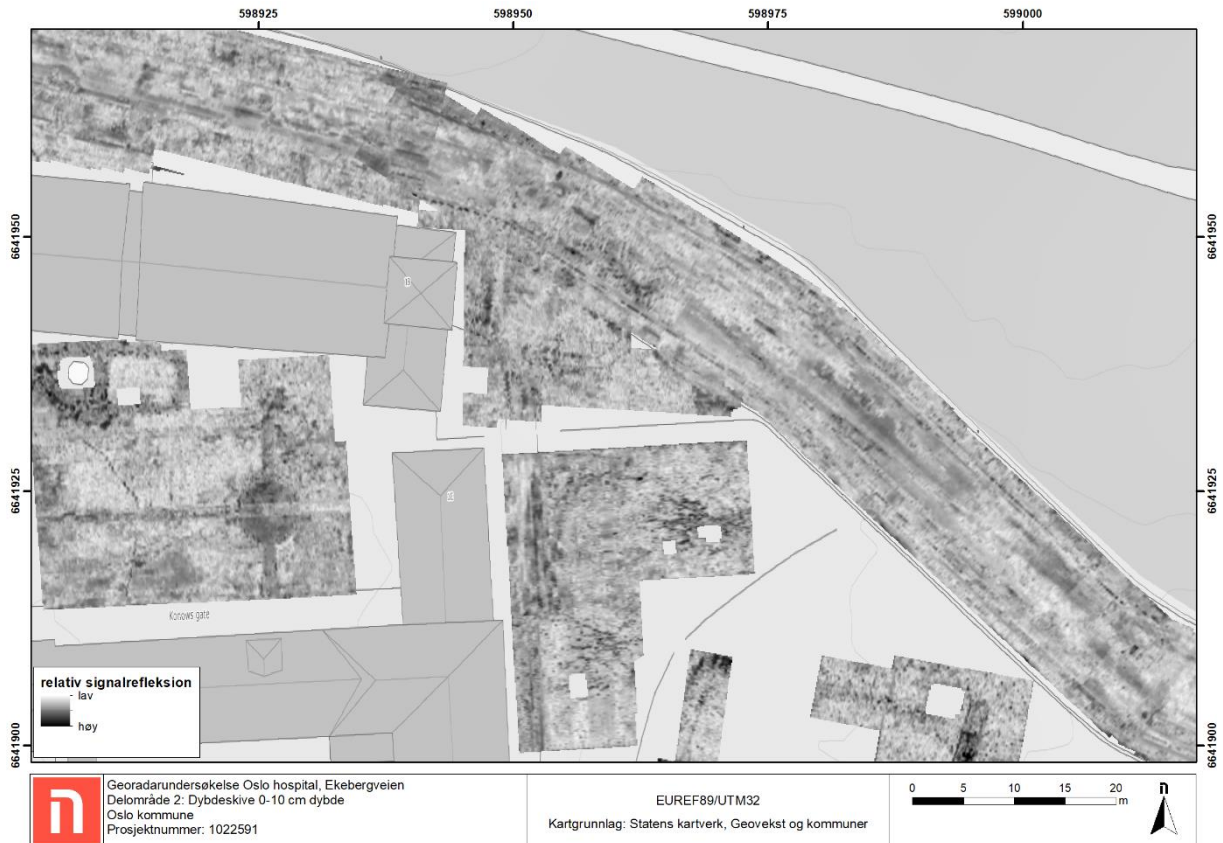 598925 598950 598975 599000
6641950 6641950
6641925 6641925
Konows gate
relativ signalrefleksion
lav
høy
6641900 6641900
Georadarundersøkelse Oslo hospital, Ekebergveien
Delområde 2: Dybdeskive 0-10 cm dybde
Oslo kommune
Prosjektnummer: 1022591
EUREF89/UTM32
Kartgrunnlag: Statens kartverk, Geovekst og kommuner
0 5 10 15 20
m